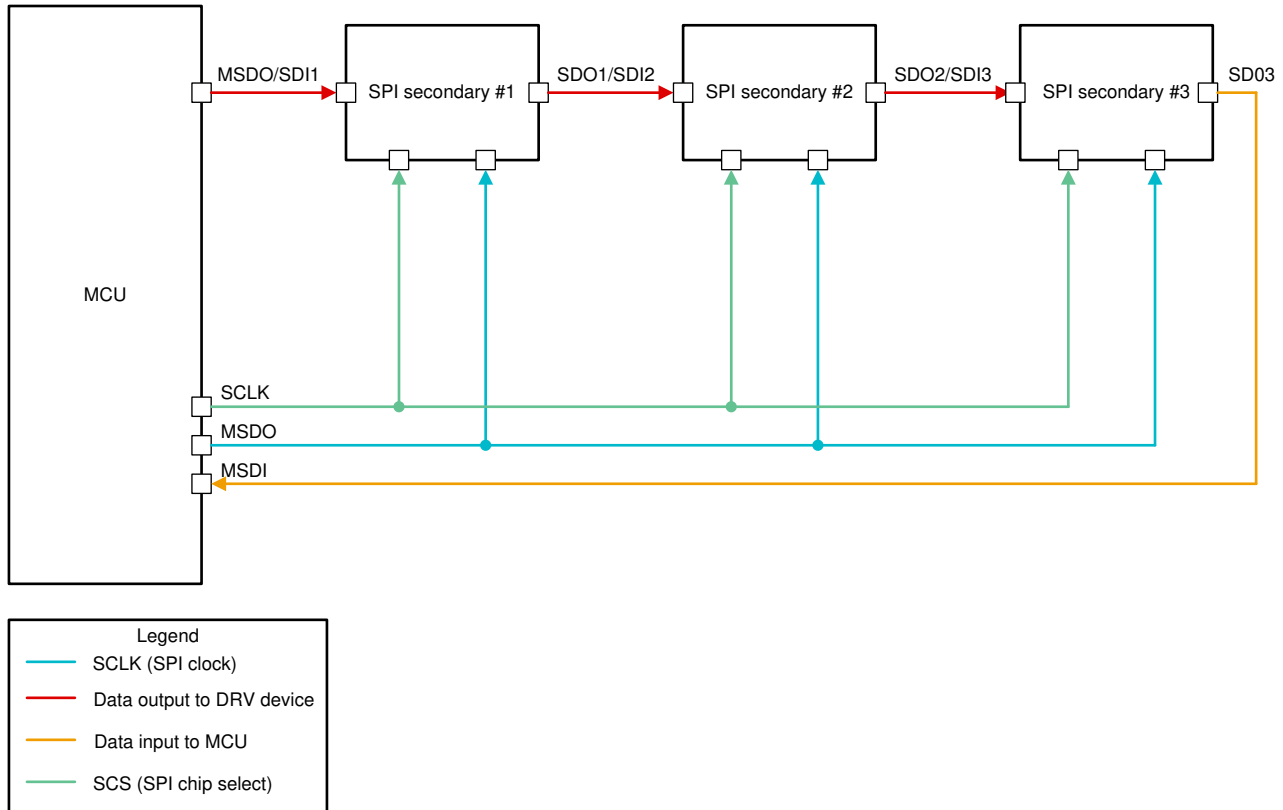 MSDO/SDI1
SPI secondary #1
SDO1/SDI2
SPI secondary #2
SDO2/SDI3
SPI secondary #3
SD03
MCU
SCLK
MSDO
MSDI
Legend
SCLK (SPI clock)
Data output to DRV device
Data input to MCU
SCS (SPI chip select)